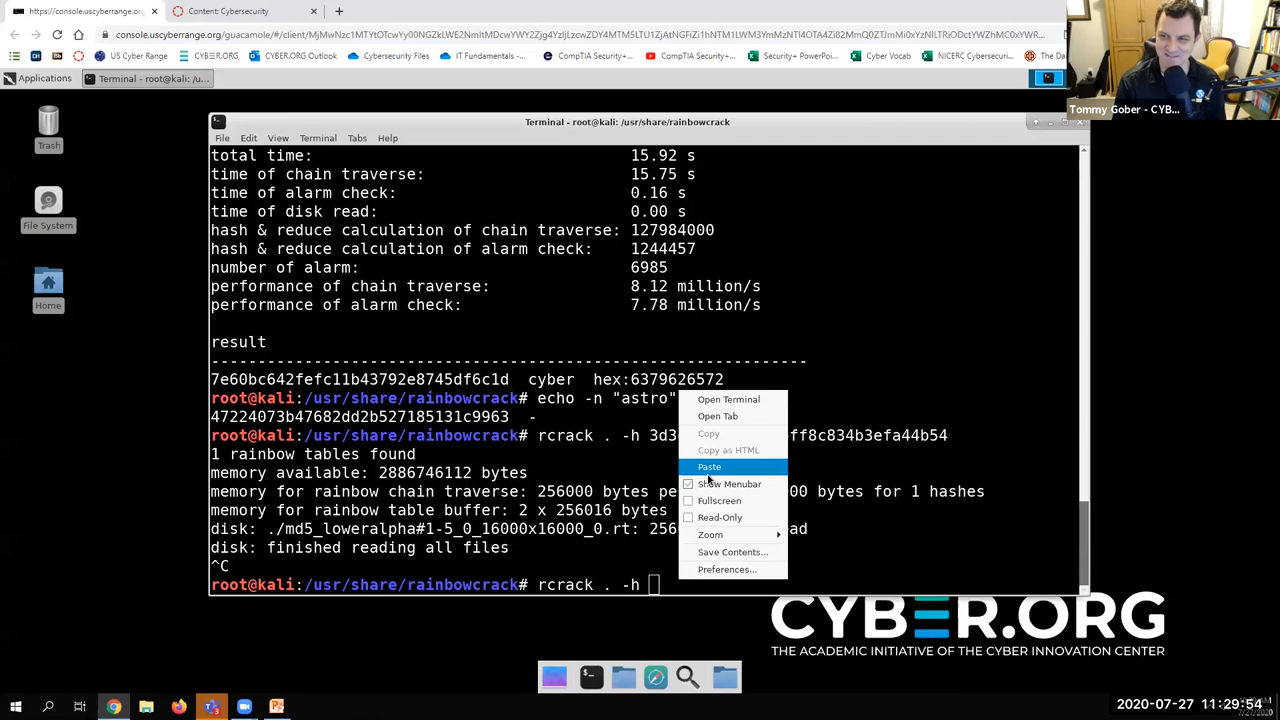 https://console.uscyberrange.org/
Content: Cybersecurity
console.uscyberrange.org/guacamole/#/client/
US Cyber Range
CYBER.ORG Outlook
Cybersecurity Files
IT Fundamentals -...
CompTIA Security+...
CompTIA Security+...
Security+ PowerPoi...
Cyber Vocab
NICERC Cybersecuri...
The Da
Applications
Terminal - root@kali: /u...
Tommy Gober - CYB...
Trash
File System
Home
Terminal - root@kali: /usr/share/rainbowcrack
File Edit View Terminal Tabs Help
total time: 15.92 s
time of chain traverse: 15.75 s
time of alarm check: 0.16 s
time of disk read: 0.00 s
hash & reduce calculation of chain traverse: 127984000
hash & reduce calculation of alarm check: 1244457
number of alarm: 6985
performance of chain traverse: 8.12 million/s
performance of alarm check: 7.78 million/s
result
7e60bc642fefc11b43792e8745df6c1d cyber hex:6379626572
root@kali:/usr/share/rainbowcrack# echo -n "astro"
47224073b47682dd2b527185131c9963 -
root@kali:/usr/share/rainbowcrack# rcrack . -h 3d3 ff8c834b3efa44b54
1 rainbow tables found
memory available: 2886746112 bytes
memory for rainbow chain traverse: 256000 bytes pe 00 bytes for 1 hashes
memory for rainbow table buffer: 2 x 256016 bytes
disk: ./md5_loweralpha#1-5_0_16000x16000_0.rt: 256 ad
disk: finished reading all files
^C
root@kali:/usr/share/rainbowcrack# rcrack . -h
Open Terminal
Open Tab
Copy
Copy as HTML
Paste
Show Menubar
Fullscreen
Read-Only
Zoom
Save Contents...
Preferences...
CYBER.ORG
THE ACADEMIC INITIATIVE OF THE CYBER INNOVATION CENTER
2020-07-27 11:29:54